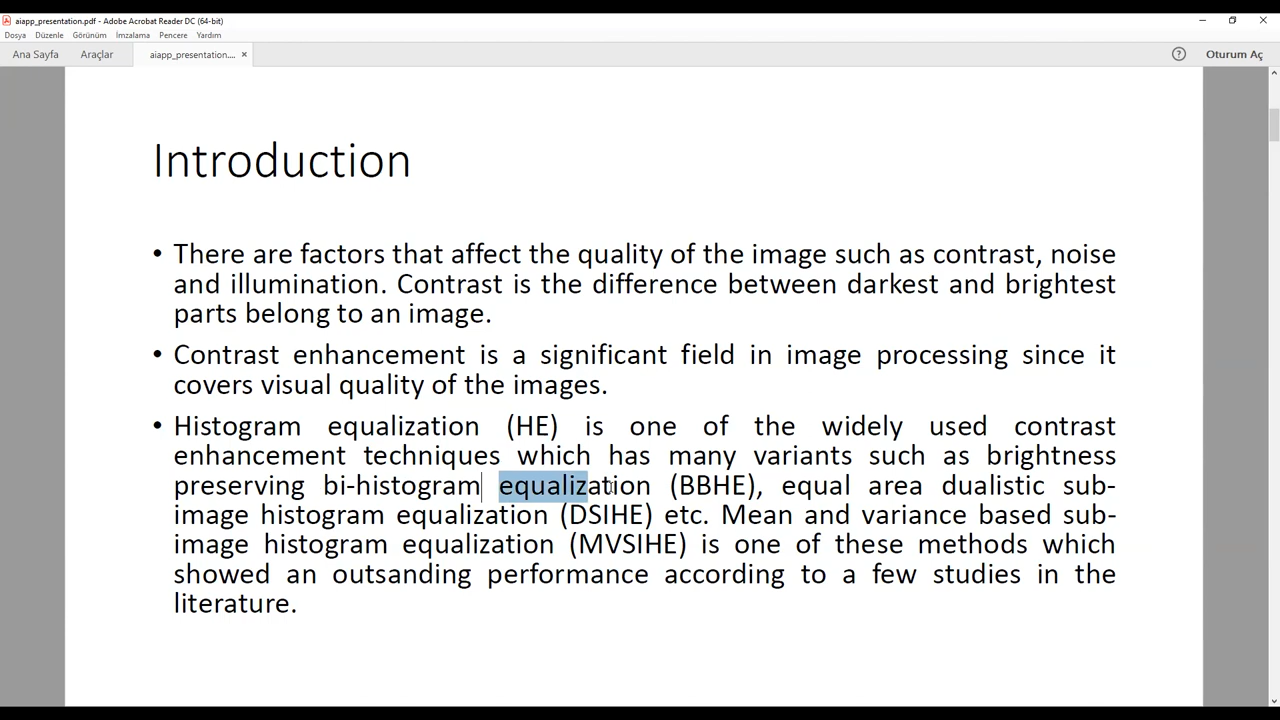 aiapp_presentation.pdf - Adobe Acrobat Reader DC (64-bit)
Dosya Düzenle Görünüm İmzalama Pencere Yardım
Ana Sayfa Araçlar aiapp_presentation.... × ? Oturum Aç
Introduction
• There are factors that affect the quality of the image such as contrast, noise
and illumination. Contrast is the difference between darkest and brightest
parts belong to an image.
• Contrast enhancement is a significant field in image processing since it
covers visual quality of the images.
• Histogram equalization (HE) is one of the widely used contrast
enhancement techniques which has many variants such as brightness
preserving bi-histogram equalization (BBHE), equal area dualistic sub-
image histogram equalization (DSIHE) etc. Mean and variance based sub-
image histogram equalization (MVSIHE) is one of these methods which
showed an outsanding performance according to a few studies in the
literature.